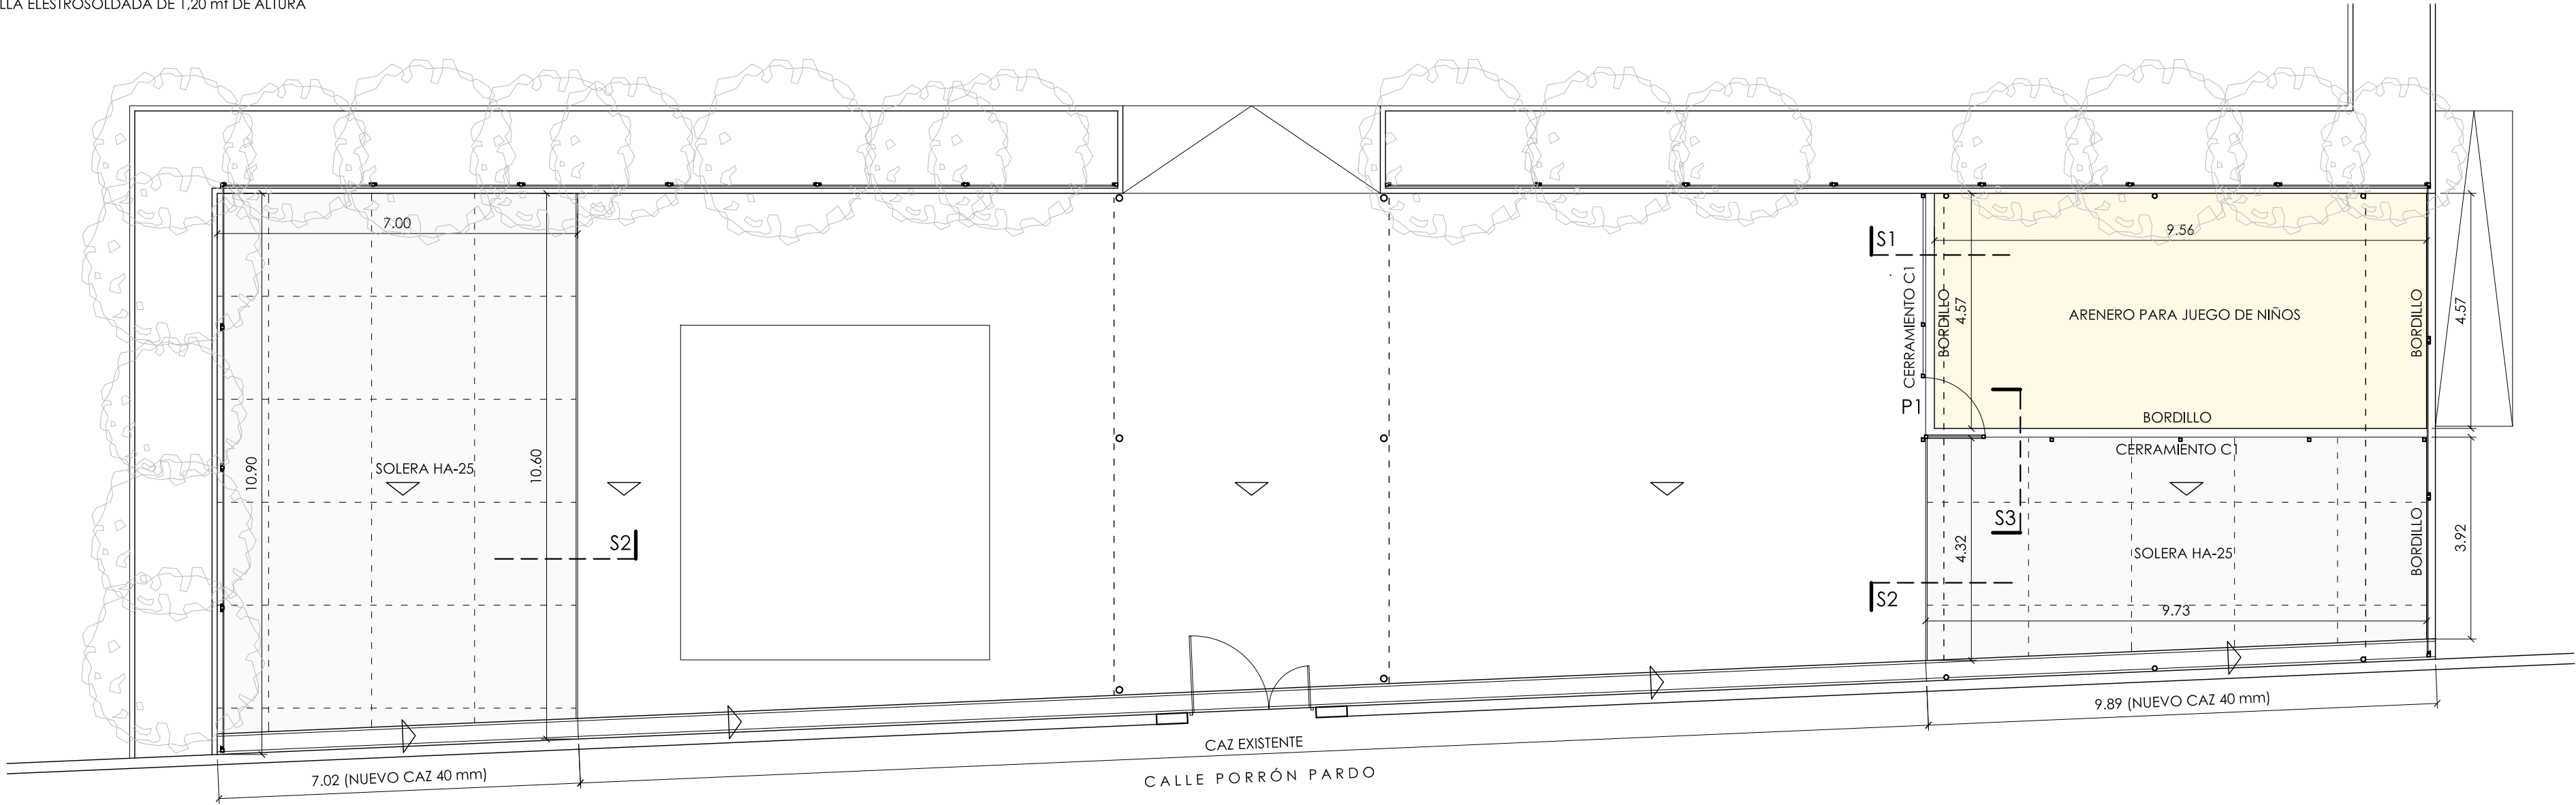 LLA ELESTROSOLDADA DE 1,20 mt DE ALTURA
7.00
10.90
10.60
SOLERA HA-25
S2
S1
CERRAMIENTO C1
BORDILLO
4.57
9.56
ARENERO PARA JUEGO DE NIÑOS
BORDILLO
4.57
P1
BORDILLO
CERRAMIENTO C1
S3
4.32
SOLERA HA-25
BORDILLO
3.92
S2
9.73
9.89 (NUEVO CAZ 40 mm)
CAZ EXISTENTE
7.02 (NUEVO CAZ 40 mm)
CALLE PORRÓN PARDO